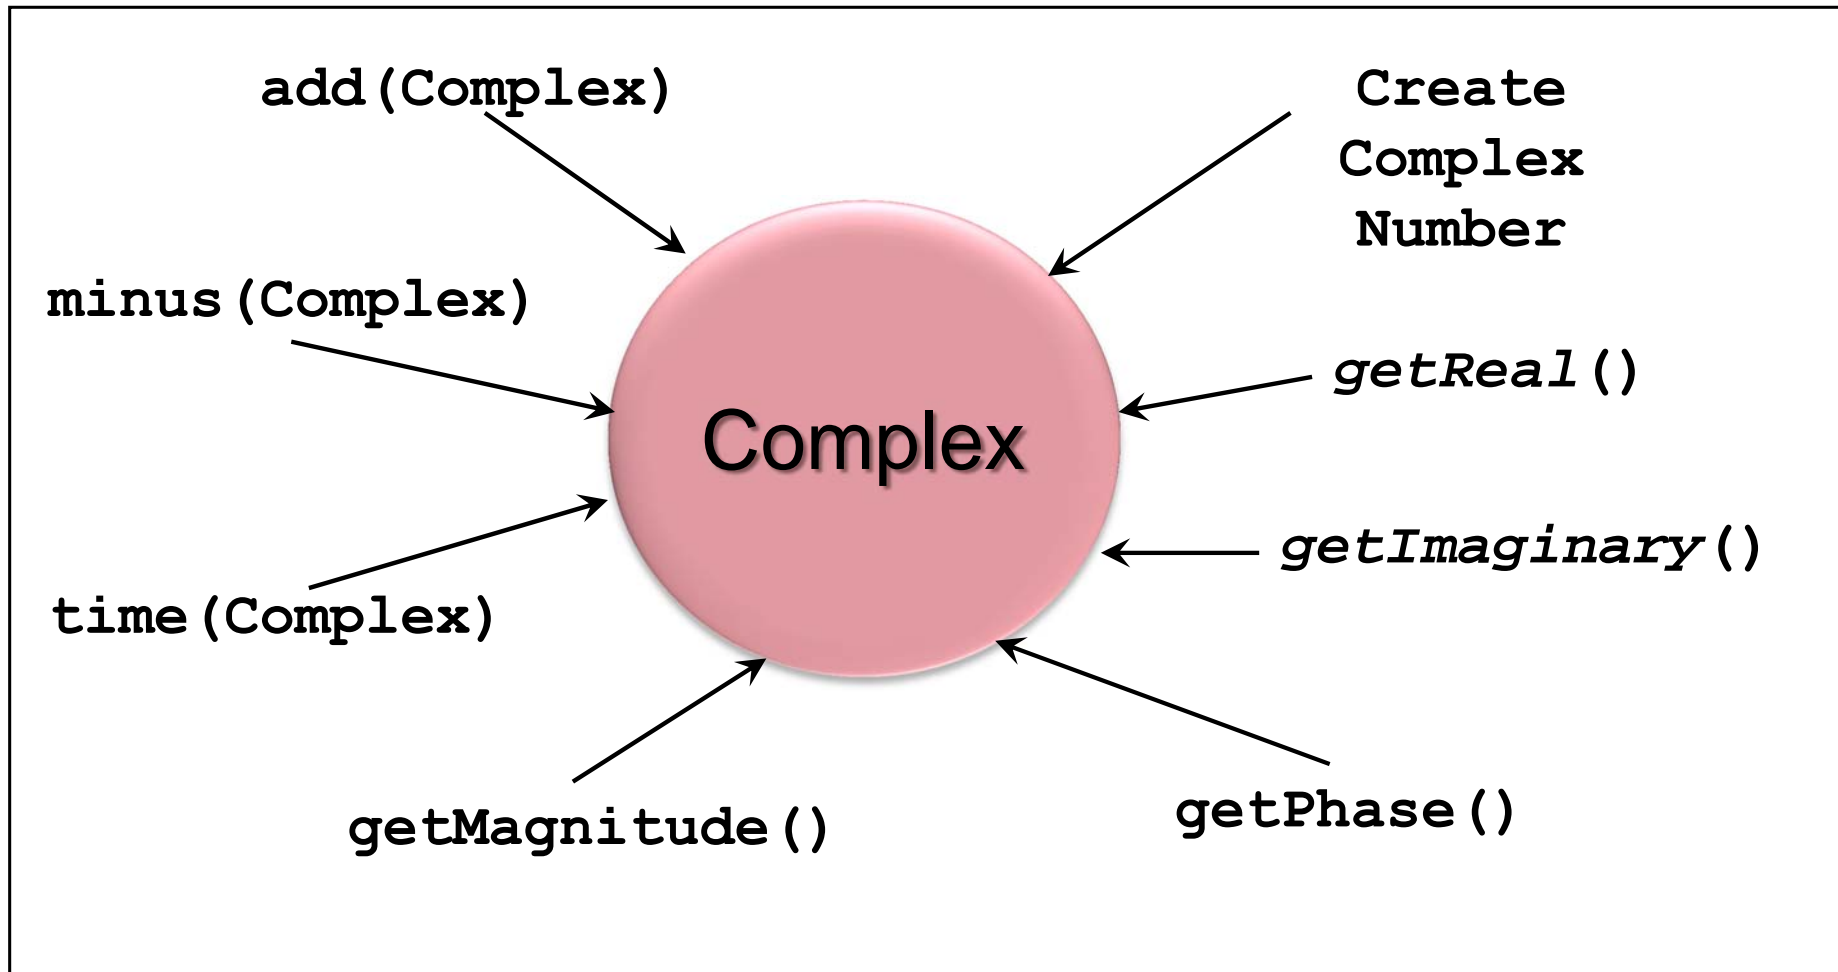 add(Complex)
Create
Complex
Number
minus(Complex)
getReal()
Complex
getImaginary()
time(Complex)
getMagnitude()
getPhase()